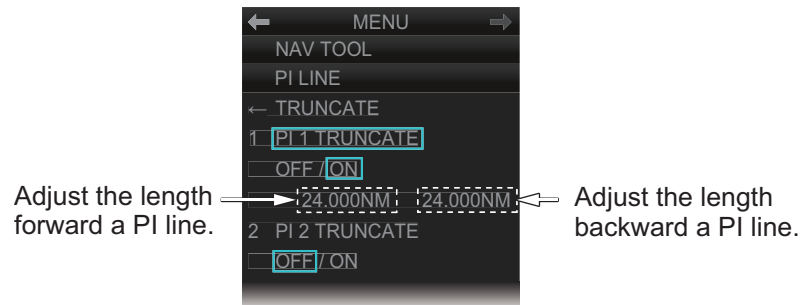 ← MENU →
NAV TOOL
PI LINE
← TRUNCATE
1 PI 1 TRUNCATE
OFF / ON
Adjust the length
forward a PI line.
24.000NM 24.000NM
Adjust the length
backward a PI line.
2 PI 2 TRUNCATE
OFF / ON